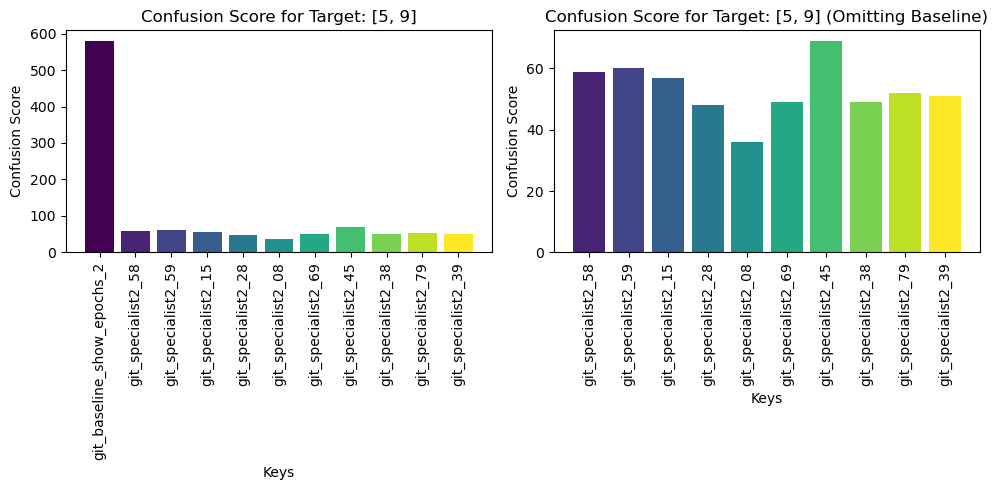 Confusion Score for Target: [5, 9]
Confusion Score
600
500
400
300
200
100
0
git_baseline_show_epochs_2
git_specialist2_58
git_specialist2_59
git_specialist2_15
git_specialist2_28
git_specialist2_08
git_specialist2_69
git_specialist2_45
git_specialist2_38
git_specialist2_79
git_specialist2_39
Keys
Confusion Score for Target: [5, 9] (Omitting Baseline)
Confusion Score
60
40
20
0
git_specialist2_58
git_specialist2_59
git_specialist2_15
git_specialist2_28
git_specialist2_08
git_specialist2_69
git_specialist2_45
git_specialist2_38
git_specialist2_79
git_specialist2_39
Keys